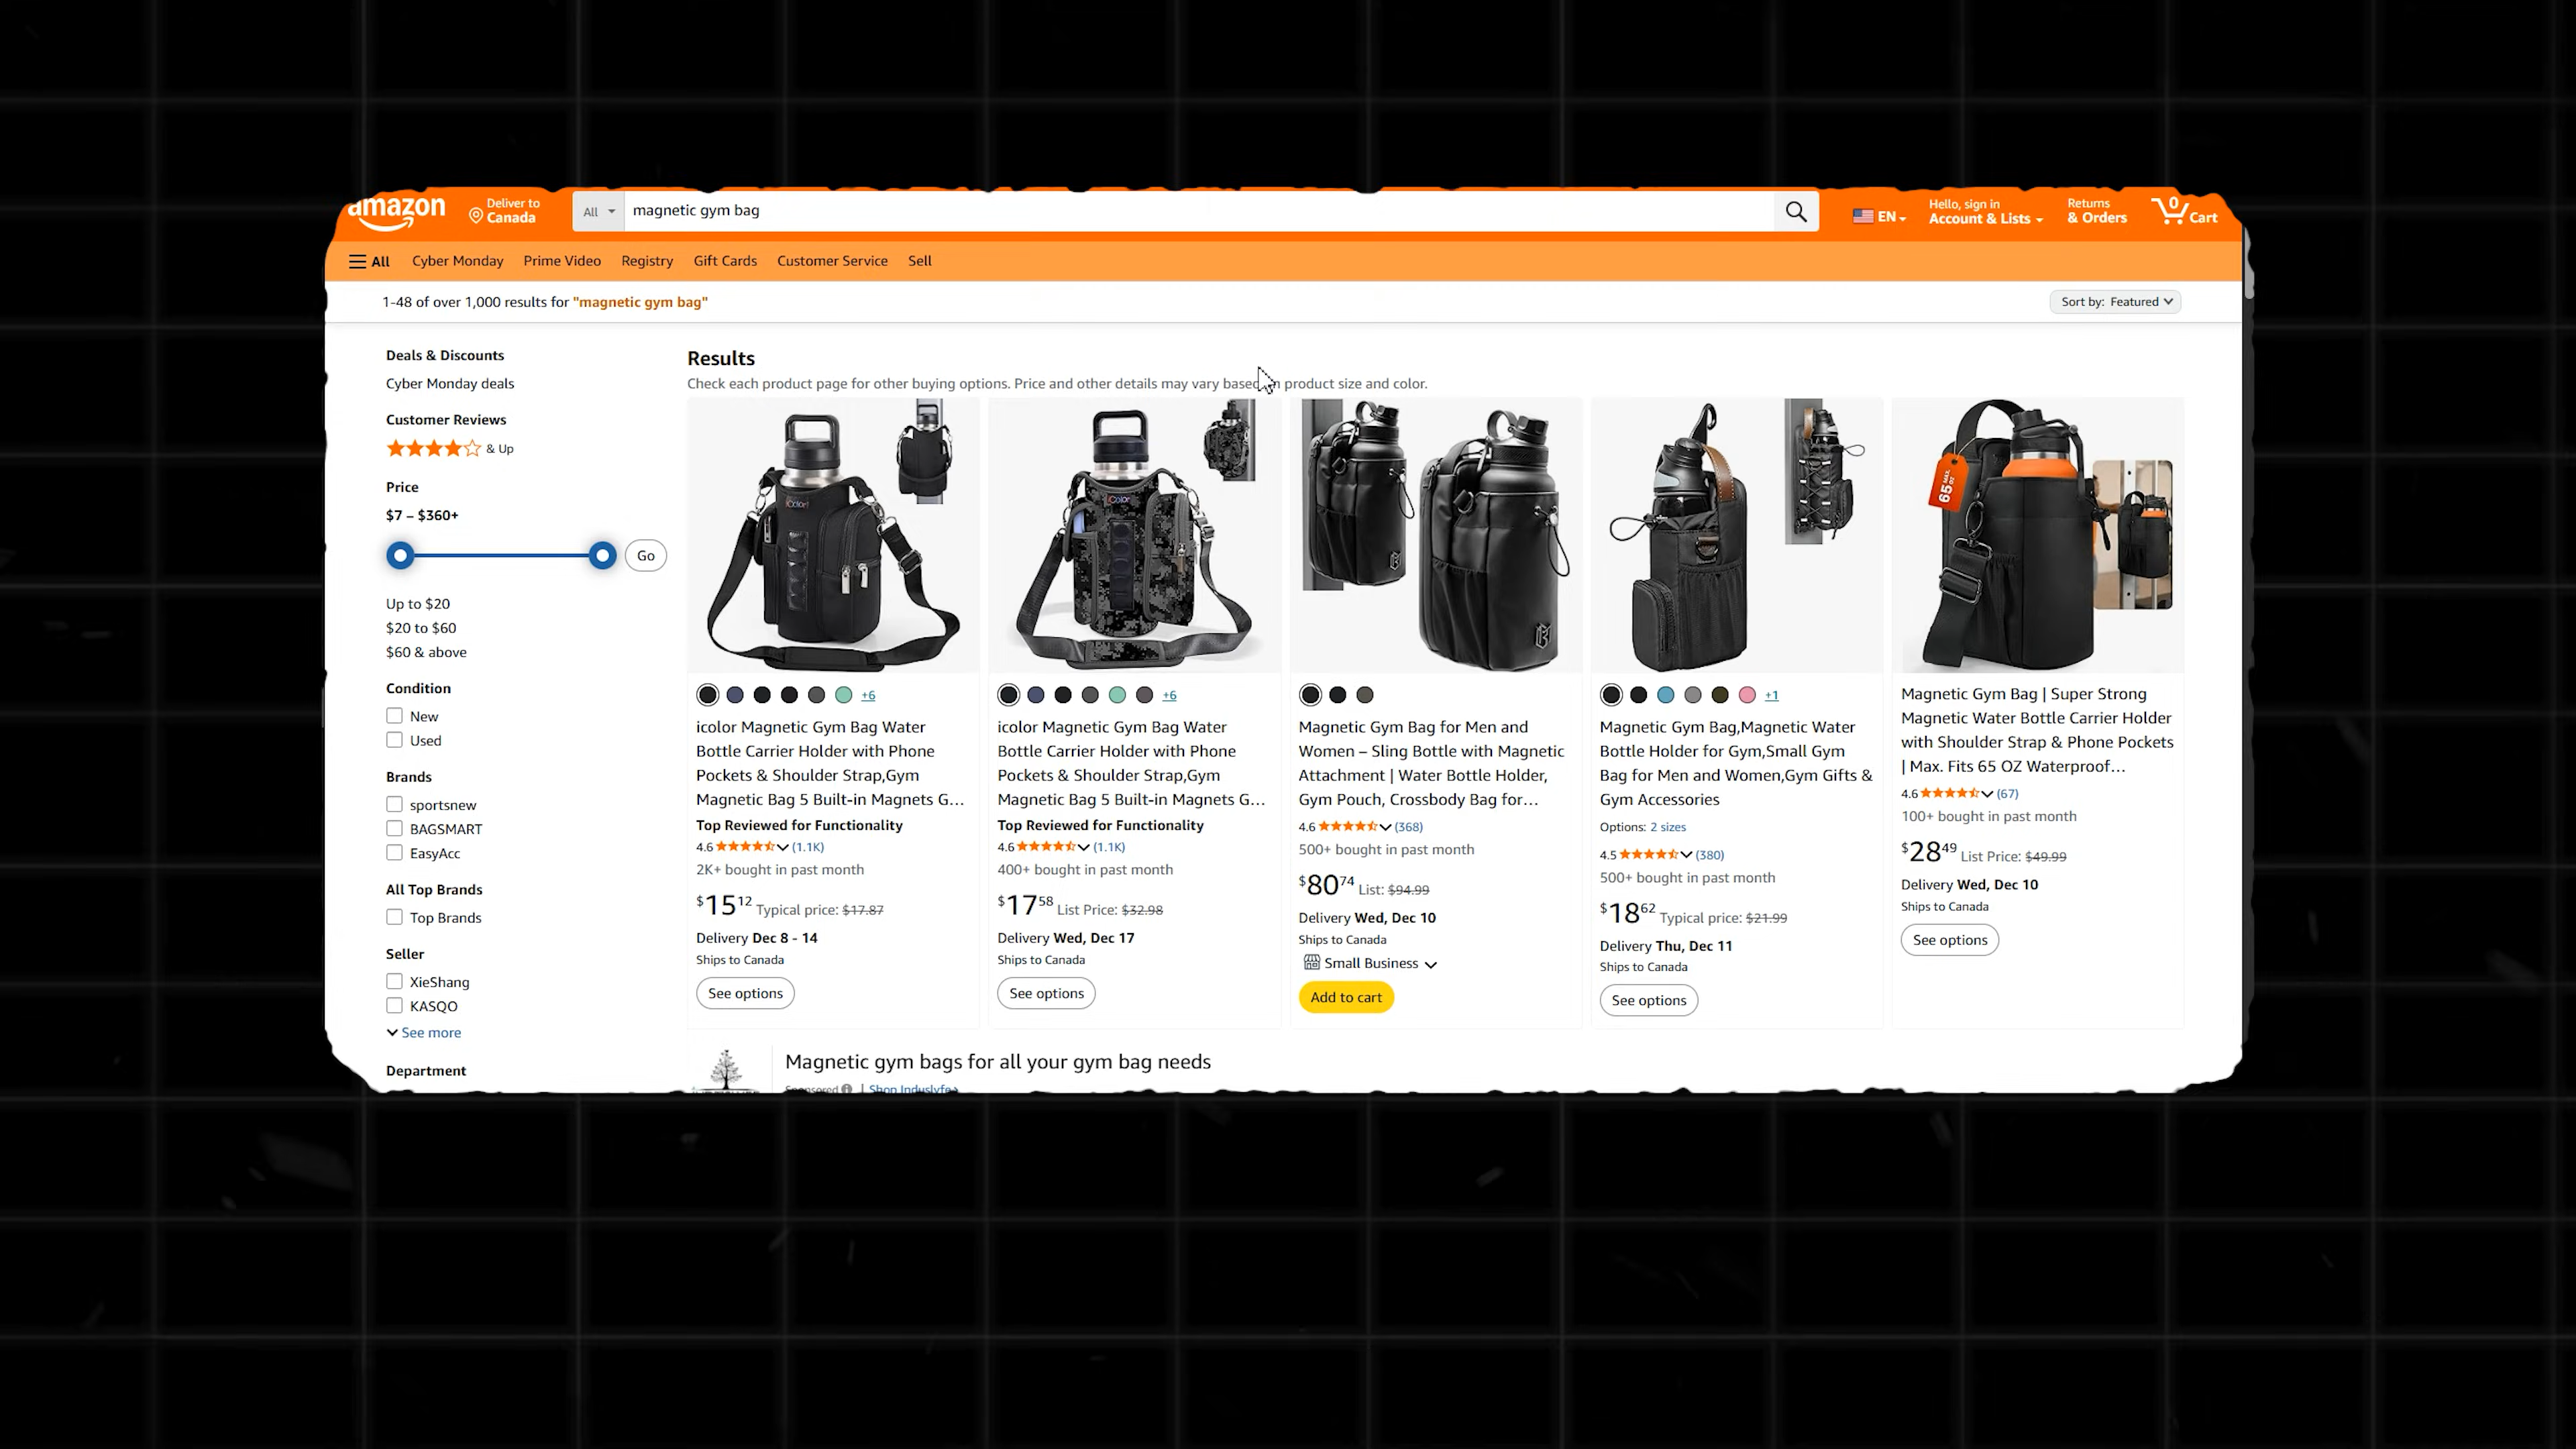 amazon
Deliver to
Canada
All
magnetic gym bag
EN
Hello, sign in
Account & Lists
Returns
& Orders
0
Cart
All
Cyber Monday
Prime Video
Registry
Gift Cards
Customer Service
Sell
1-48 of over 1,000 results for "magnetic gym bag"
Sort by: Featured
Deals & Discounts
Cyber Monday deals
Customer Reviews
& Up
Price
$7 – $360+
Go
Up to $20
$20 to $60
$60 & above
Condition
New
Used
Brands
sportsnew
BAGSMART
EasyAcc
All Top Brands
Top Brands
Seller
XieShang
KASQO
See more
Department
Results
Check each product page for other buying options. Price and other details may vary based on product size and color.
iColor
+6
icolor Magnetic Gym Bag Water
Bottle Carrier Holder with Phone
Pockets & Shoulder Strap,Gym
Magnetic Bag 5 Built-in Magnets G...
Top Reviewed for Functionality
4.6 (1.1K)
2K+ bought in past month
$15 12 Typical price: $17.87
Delivery Dec 8 - 14
Ships to Canada
See options
iColor
+6
icolor Magnetic Gym Bag Water
Bottle Carrier Holder with Phone
Pockets & Shoulder Strap,Gym
Magnetic Bag 5 Built-in Magnets G...
Top Reviewed for Functionality
4.6 (1.1K)
400+ bought in past month
$17 58 List Price: $32.98
Delivery Wed, Dec 17
Ships to Canada
See options
Magnetic Gym Bag for Men and
Women – Sling Bottle with Magnetic
Attachment | Water Bottle Holder,
Gym Pouch, Crossbody Bag for...
4.6 (368)
500+ bought in past month
$80 74 List: $94.99
Delivery Wed, Dec 10
Ships to Canada
Small Business
Add to cart
+1
Magnetic Gym Bag,Magnetic Water
Bottle Holder for Gym,Small Gym
Bag for Men and Women,Gym Gifts &
Gym Accessories
Options: 2 sizes
4.5 (380)
500+ bought in past month
$18 62 Typical price: $21.99
Delivery Thu, Dec 11
Ships to Canada
See options
65 MAX. OZ
Magnetic Gym Bag | Super Strong
Magnetic Water Bottle Carrier Holder
with Shoulder Strap & Phone Pockets
| Max. Fits 65 OZ Waterproof...
4.6 (67)
100+ bought in past month
$28 49 List Price: $49.99
Delivery Wed, Dec 10
Ships to Canada
See options
Magnetic gym bags for all your gym bag needs
Sponsored | Shop Induslyfe